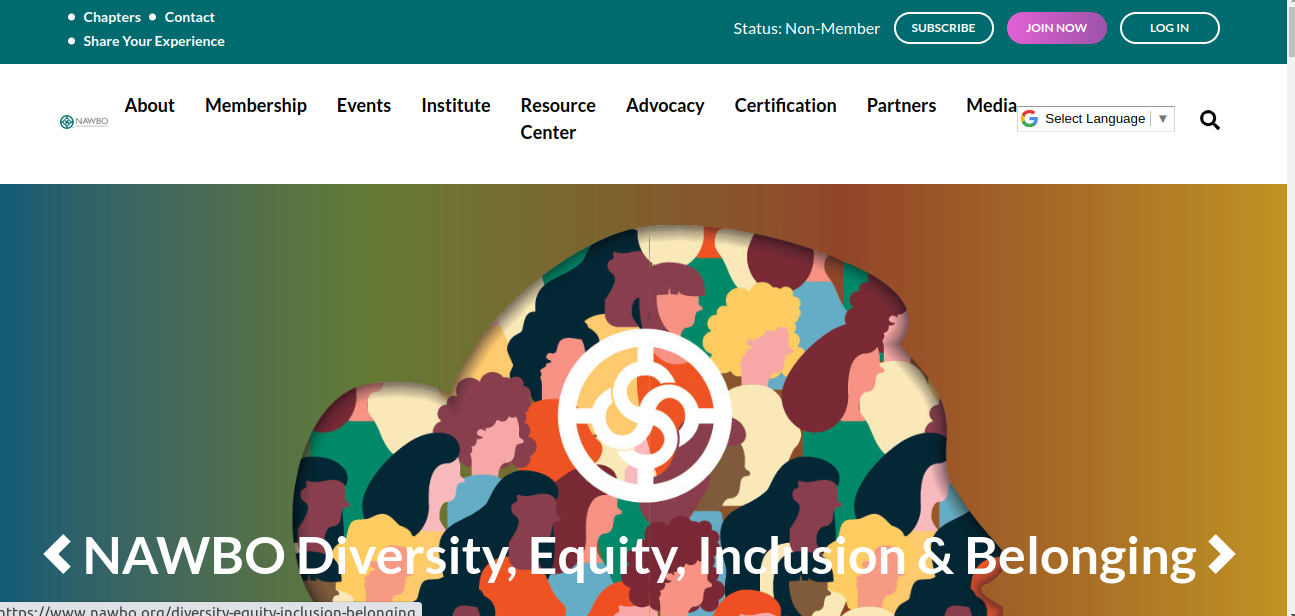 Chapters
Contact
Share Your Experience
Status: Non-Member
SUBSCRIBE
JOIN NOW
LOG IN
NAWBO
About
Membership
Events
Institute
Resource
Center
Advocacy
Certification
Partners
Media
Select Language
▼
NAWBO Diversity, Equity, Inclusion & Belonging
https://www.nawbo.org/diversity-equity-inclusion-belonging